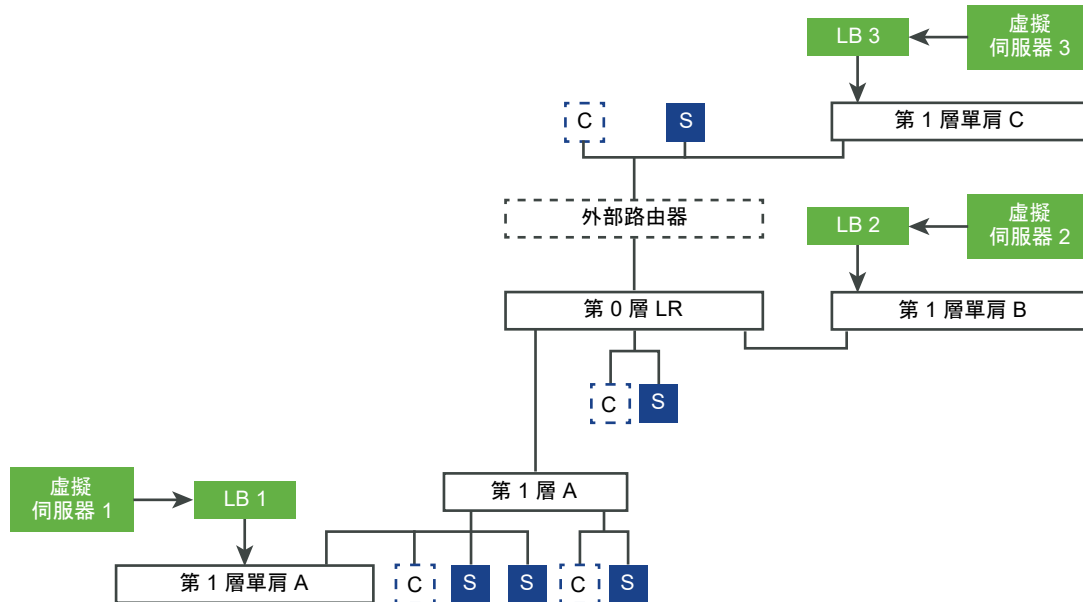 LB 3
虛擬
伺服器 3
C
S
第 1 層單肩 C
外部路由器
LB 2
虛擬
伺服器 2
第 0 層 LR
第 1 層單肩 B
C
S
第 1 層 A
虛擬
伺服器 1
LB 1
第 1 層單肩 A
C
S
S
C
S